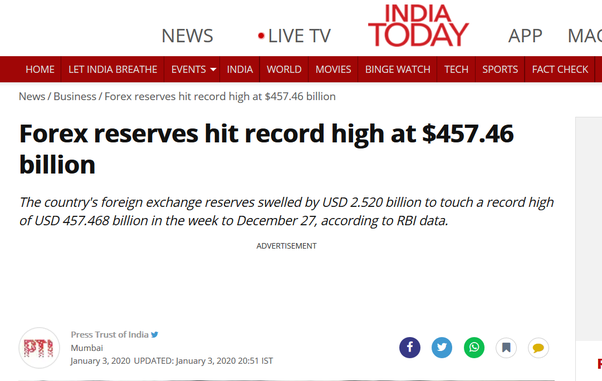 INDIA
TODAY
NEWS
LIVE TV
APP
HOME
LET INDIA BREATHE
EVENTS
INDIA
WORLD
MOVIES
BINGE WATCH
TECH
SPORTS
FACT CHECK
News / Business / Forex reserves hit record high at $457.46 billion
Forex reserves hit record high at $457.46
billion
The country's foreign exchange reserves swelled by USD 2.520 billion to touch a record high
of USD 457.468 billion in the week to December 27, according to RBI data.
ADVERTISEMENT
PTI
Press Trust of India
Mumbai
January 3, 2020 UPDATED: January 3, 2020 20:51 IST